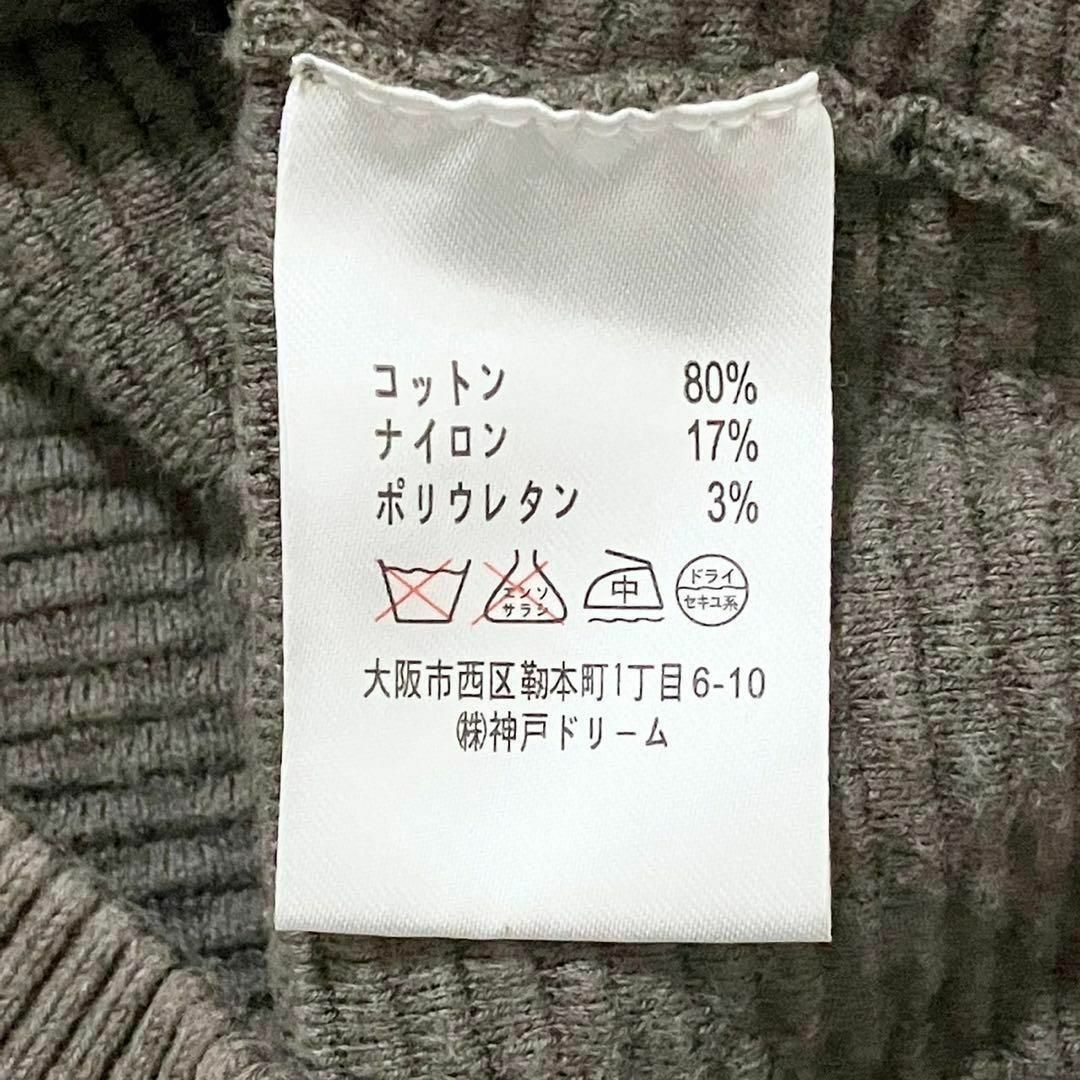 コットン 80%
ナイロン 17%
ポリウレタン 3%
エンソ
サラシ
中
ドライ
セキユ系
大阪市西区靭本町1丁目6-10
㈱神戸ドリーム